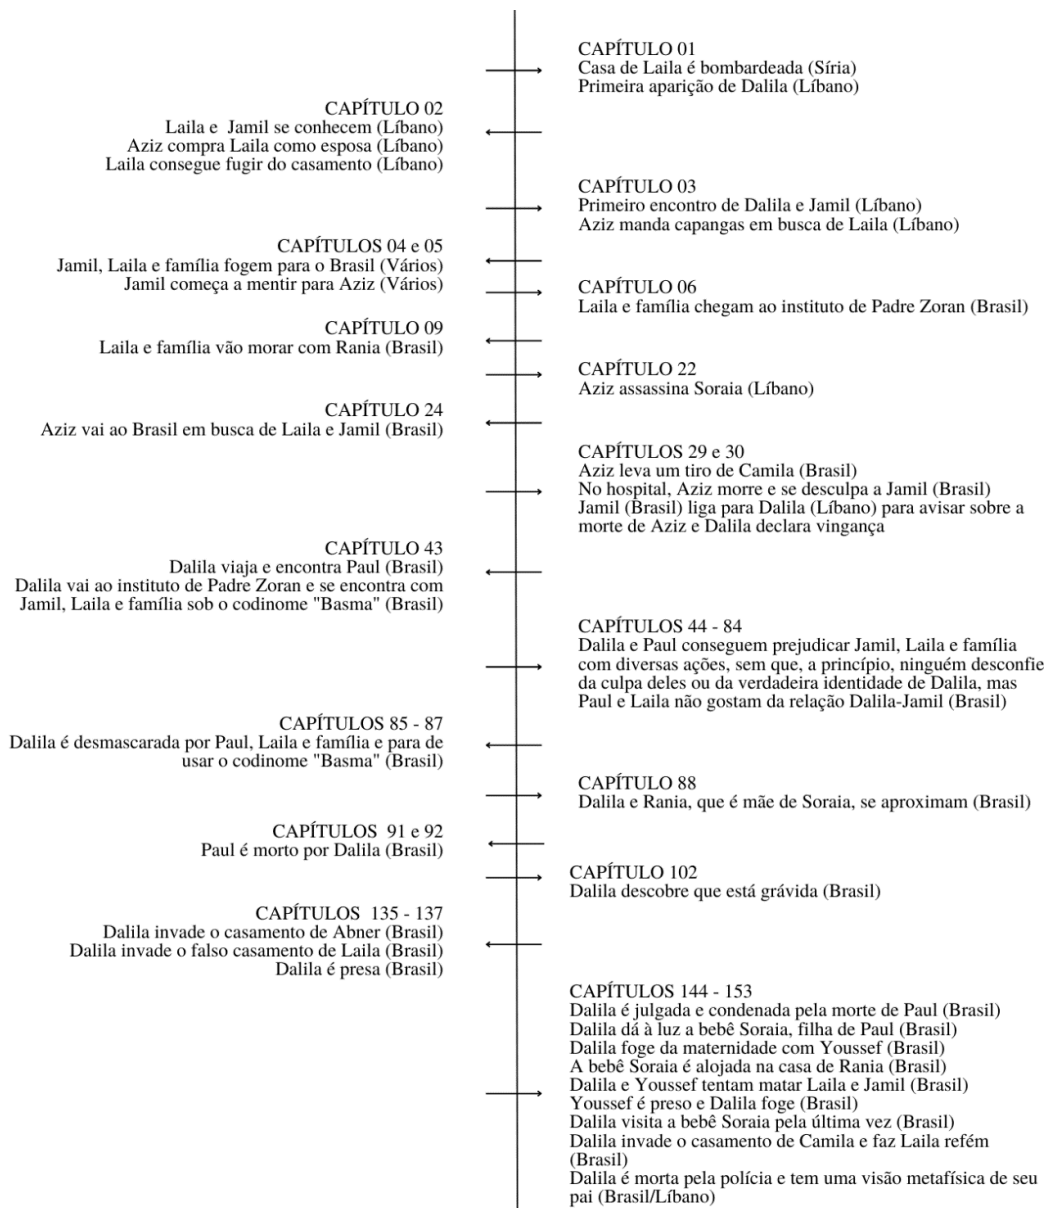 CAPÍTULO 01
Casa de Laila é bombardeada (Síria)
Primeira aparição de Dalila (Líbano)
CAPÍTULO 02
Laila e  Jamil se conhecem (Líbano)
Aziz compra Laila como esposa (Líbano)
Laila consegue fugir do casamento (Líbano)
CAPÍTULO 03
Primeiro encontro de Dalila e Jamil (Líbano)
Aziz manda capangas em busca de Laila (Líbano)
CAPÍTULOS 04 e 05
Jamil, Laila e família fogem para o Brasil (Vários)
Jamil começa a mentir para Aziz (Vários)
CAPÍTULO 06
Laila e família chegam ao instituto de Padre Zoran (Brasil)
CAPÍTULO 09
Laila e família vão morar com Rania (Brasil)
CAPÍTULO 22
Aziz assassina Soraia (Líbano)
CAPÍTULO 24
Aziz vai ao Brasil em busca de Laila e Jamil (Brasil)
CAPÍTULOS 29 e 30
Aziz leva um tiro de Camila (Brasil)
No hospital, Aziz morre e se desculpa a Jamil (Brasil)
Jamil (Brasil) liga para Dalila (Líbano) para avisar sobre a
morte de Aziz e Dalila declara vingança
CAPÍTULO 43
Dalila viaja e encontra Paul (Brasil)
Dalila vai ao instituto de Padre Zoran e se encontra com
Jamil, Laila e família sob o codinome "Basma" (Brasil)
CAPÍTULOS 44 - 84
Dalila e Paul conseguem prejudicar Jamil, Laila e família
com diversas ações, sem que, a princípio, ninguém desconfie
da culpa deles ou da verdadeira identidade de Dalila, mas
Paul e Laila não gostam da relação Dalila-Jamil (Brasil)
CAPÍTULOS 85 - 87
Dalila é desmascarada por Paul, Laila e família e para de
usar o codinome "Basma" (Brasil)
CAPÍTULO 88
Dalila e Rania, que é mãe de Soraia, se aproximam (Brasil)
CAPÍTULOS  91 e 92
Paul é morto por Dalila (Brasil)
CAPÍTULO 102
Dalila descobre que está grávida (Brasil)
CAPÍTULOS  135 - 137
Dalila invade o casamento de Abner (Brasil)
Dalila invade o falso casamento de Laila (Brasil)
Dalila é presa (Brasil)
CAPÍTULOS 144 - 153
Dalila é julgada e condenada pela morte de Paul (Brasil)
Dalila dá à luz a bebê Soraia, filha de Paul (Brasil)
Dalila foge da maternidade com Youssef (Brasil)
A bebê Soraia é alojada na casa de Rania (Brasil)
Dalila e Youssef tentam matar Laila e Jamil (Brasil)
Youssef é preso e Dalila foge (Brasil)
Dalila visita a bebê Soraia pela última vez (Brasil)
Dalila invade o casamento de Camila e faz Laila refém
(Brasil)
Dalila é morta pela polícia e tem uma visão metafísica de seu
pai (Brasil/Líbano)